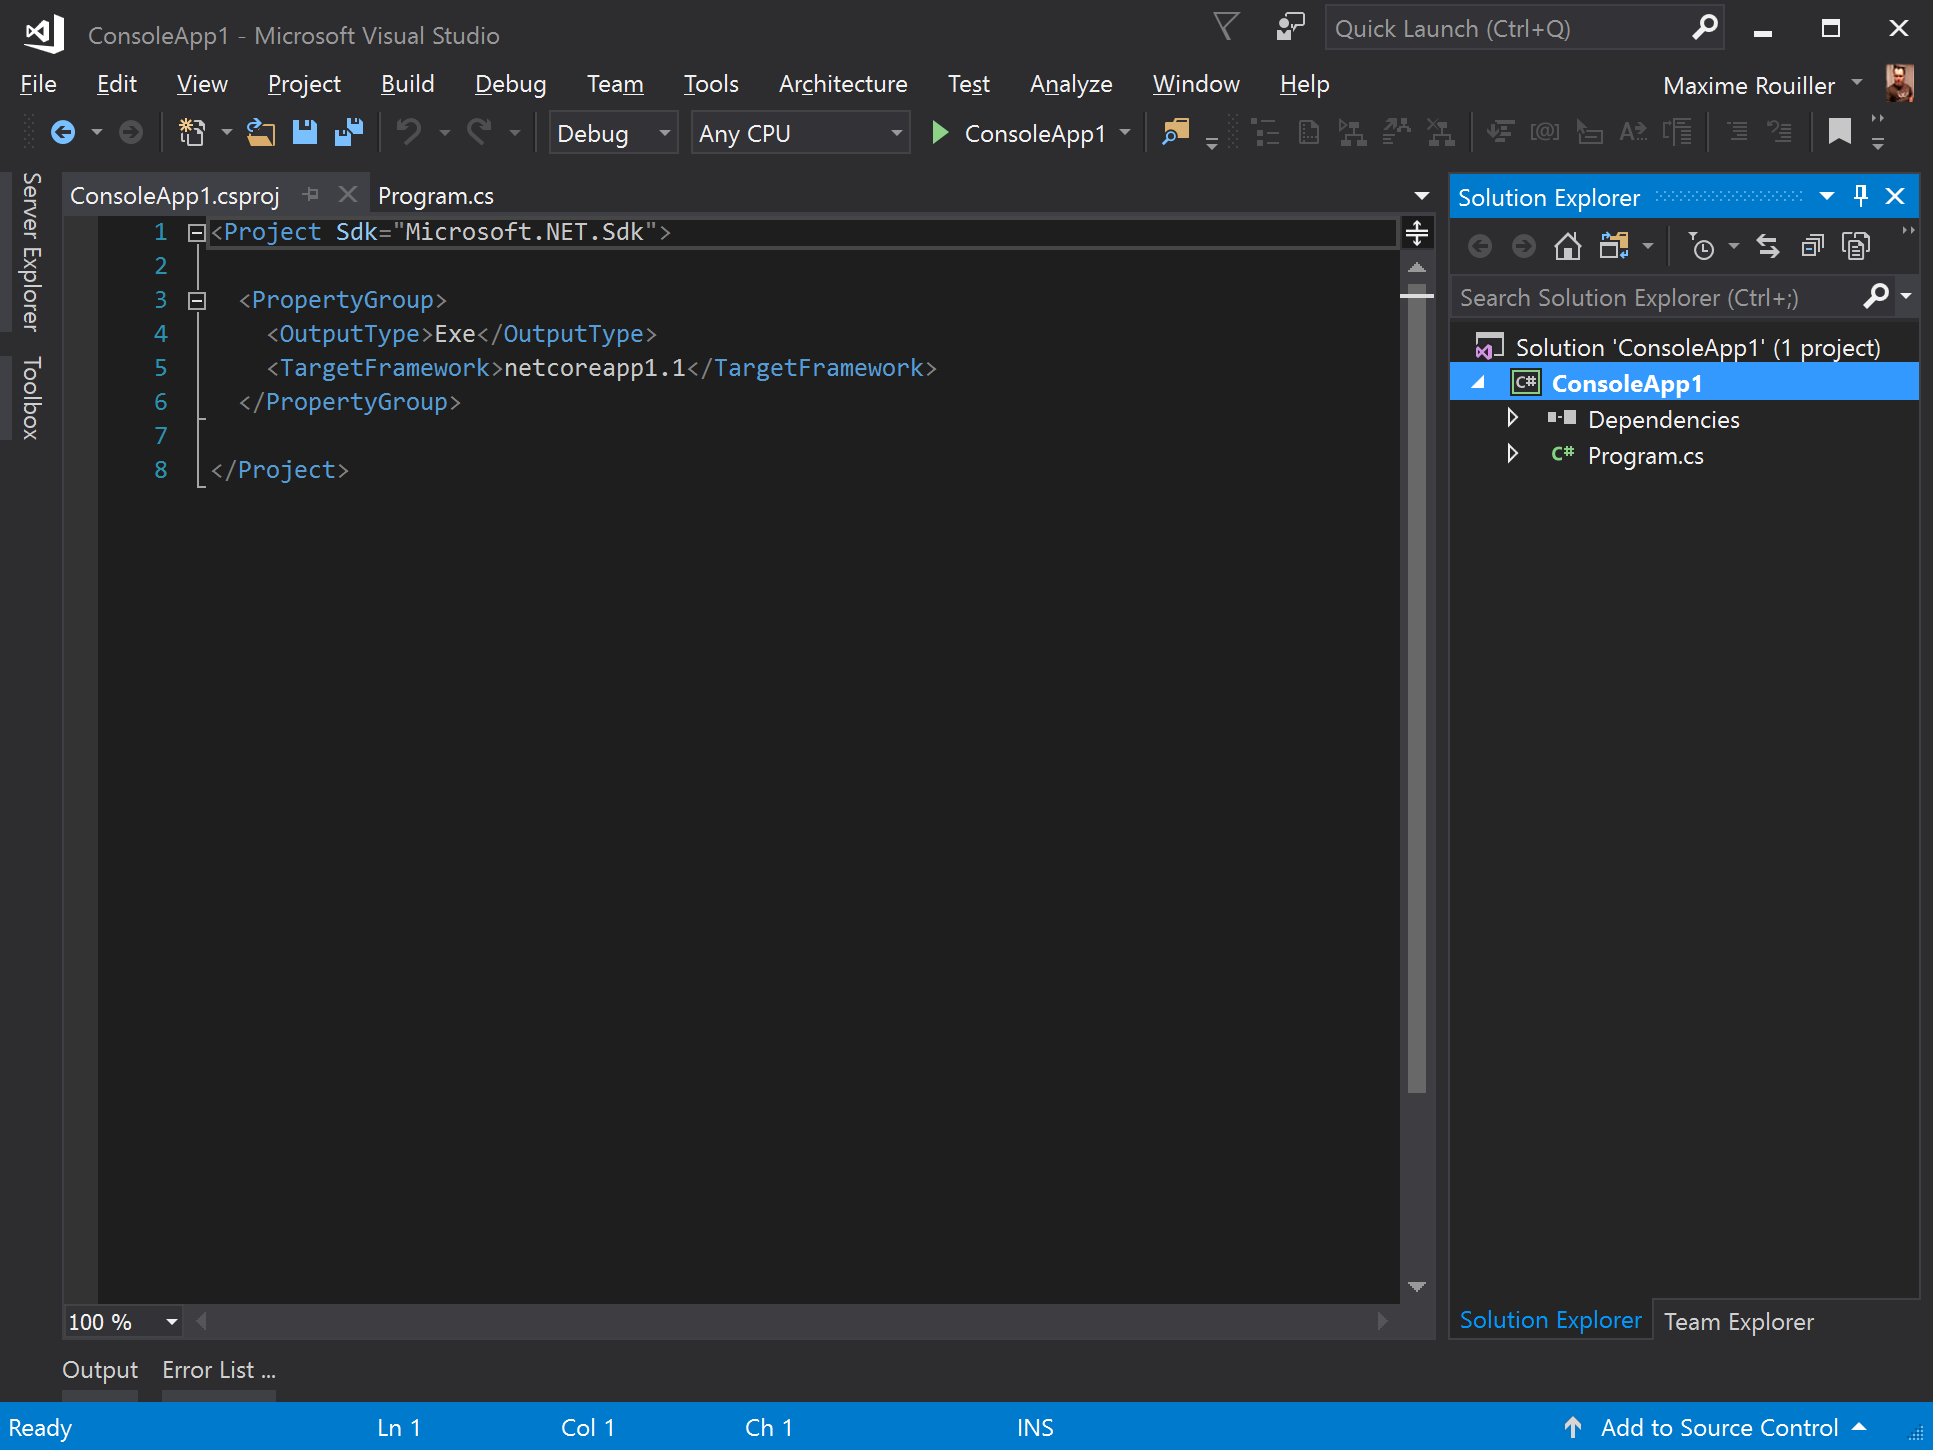 ConsoleApp1 - Microsoft Visual Studio
Quick Launch (Ctrl+Q)
File Edit View Project Build Debug Team Tools Architecture Test Analyze Window Help
Maxime Rouiller
Debug Any CPU ConsoleApp1
Server Explorer
Toolbox
ConsoleApp1.csproj Program.cs
1 <Project Sdk="Microsoft.NET.Sdk">
2
3 <PropertyGroup>
4 <OutputType>Exe</OutputType>
5 <TargetFramework>netcoreapp1.1</TargetFramework>
6 </PropertyGroup>
7
8 </Project>
100 %
Solution Explorer
Search Solution Explorer (Ctrl+;)
Solution 'ConsoleApp1' (1 project)
C# ConsoleApp1
Dependencies
C# Program.cs
Solution Explorer Team Explorer
Output Error List ...
Ready Ln 1 Col 1 Ch 1 INS Add to Source Control